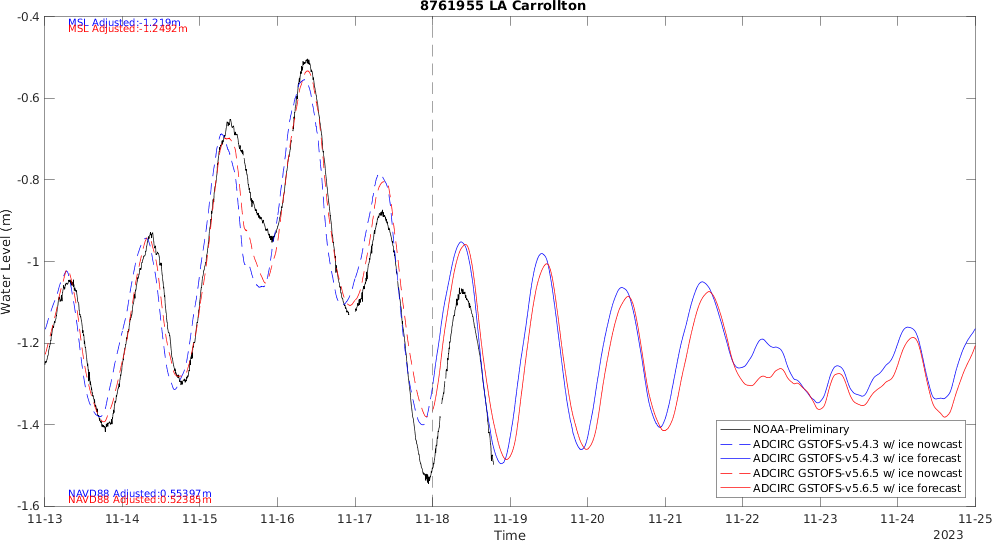 8761955 LA Carrollton
MSL Adjusted:-1.219m
MSL Adjusted:-1.2492m
-0.4
-0.6
-0.8
-1
-1.2
-1.4
-1.6
Water Level (m)
NOAA-Preliminary
ADCIRC GSTOFS-v5.4.3 w/ ice nowcast
ADCIRC GSTOFS-v5.4.3 w/ ice forecast
ADCIRC GSTOFS-v5.6.5 w/ ice nowcast
ADCIRC GSTOFS-v5.6.5 w/ ice forecast
NAVD88 Adjusted:0.55397m
NAVD88 Adjusted:0.52385m
11-13 11-14 11-15 11-16 11-17 11-18 11-19 11-20 11-21 11-22 11-23 11-24 11-25
Time
2023